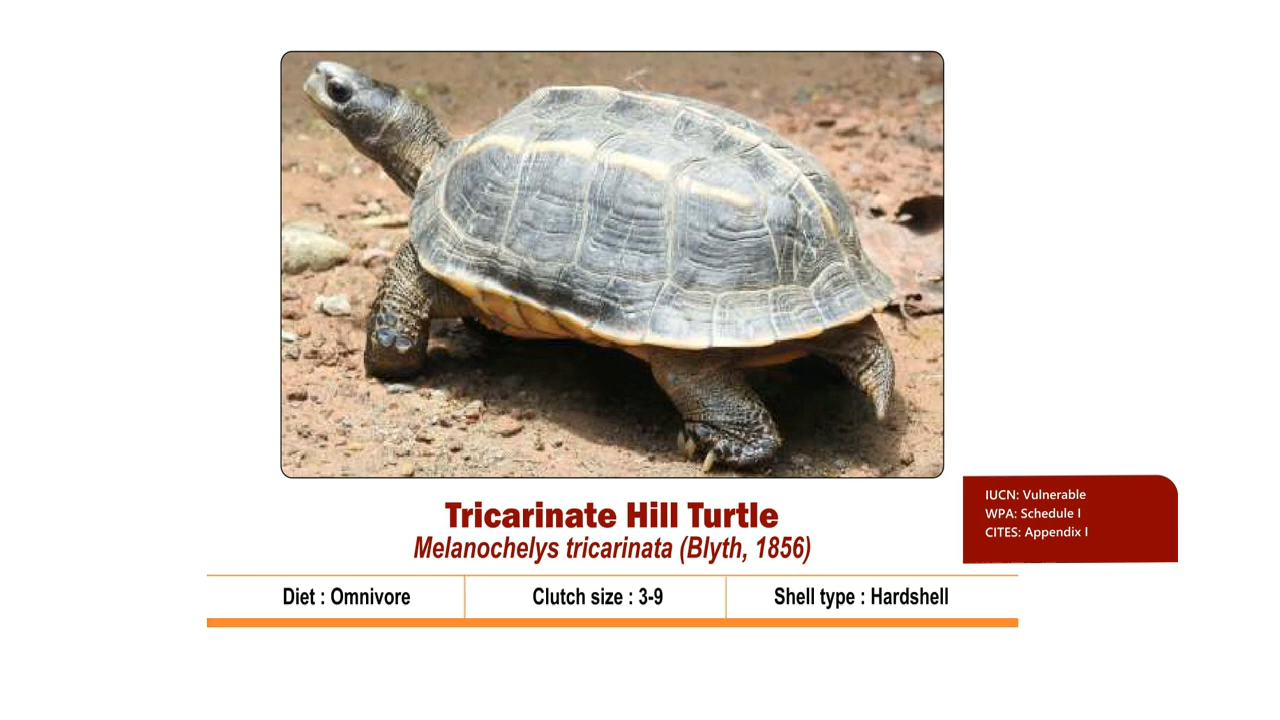 Tricarinate Hill Turtle
Melanochelys tricarinata (Blyth, 1856)
IUCN: Vulnerable
WPA: Schedule I
CITES: Appendix I
Diet : Omnivore
Clutch size : 3-9
Shell type : Hardshell